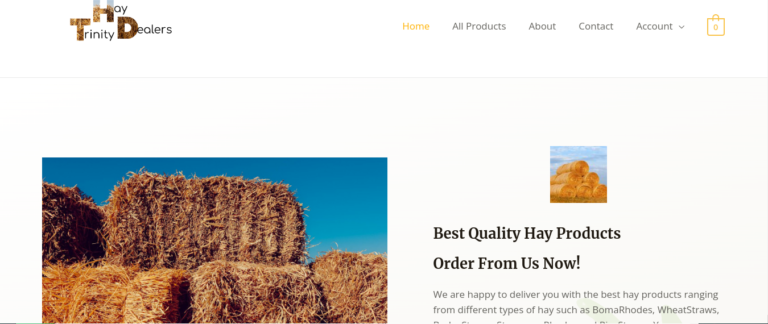 Hay
Trinity Dealers
Home
All Products
About
Contact
Account
0
Best Quality Hay Products
Order From Us Now!
We are happy to deliver you with the best hay products ranging
from different types of hay such as BomaRhodes, WheatStraws,